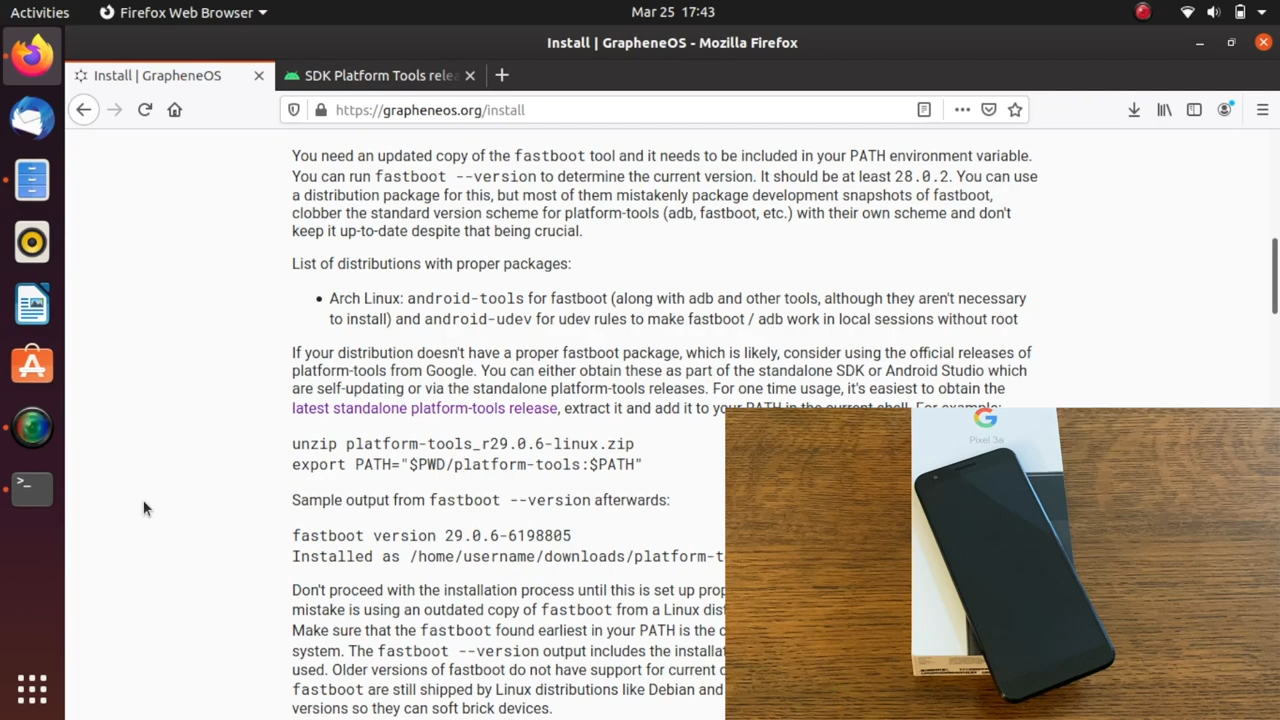 Activities
Firefox Web Browser
Mar 25 17:43
Install | GrapheneOS - Mozilla Firefox
Install | GrapheneOS
SDK Platform Tools relea
https://grapheneos.org/install
You need an updated copy of the fastboot tool and it needs to be included in your PATH environment variable.
You can run fastboot --version to determine the current version. It should be at least 28.0.2. You can use
a distribution package for this, but most of them mistakenly package development snapshots of fastboot,
clobber the standard version scheme for platform-tools (adb, fastboot, etc.) with their own scheme and don't
keep it up-to-date despite that being crucial.
List of distributions with proper packages:
• Arch Linux: android-tools for fastboot (along with adb and other tools, although they aren't necessary
to install) and android-udev for udev rules to make fastboot / adb work in local sessions without root
If your distribution doesn't have a proper fastboot package, which is likely, consider using the official releases of
platform-tools from Google. You can either obtain these as part of the standalone SDK or Android Studio which
are self-updating or via the standalone platform-tools releases. For one time usage, it's easiest to obtain the
latest standalone platform-tools release, extract it and add it to your PATH in the current shell. For example:
unzip platform-tools_r29.0.6-linux.zip
export PATH="$PWD/platform-tools:$PATH"
Sample output from fastboot --version afterwards:
fastboot version 29.0.6-6198805
Installed as /home/username/downloads/platform-t
Don't proceed with the installation process until this is set up prop
mistake is using an outdated copy of fastboot from a Linux dis
Make sure that the fastboot found earliest in your PATH is the
system. The fastboot --version output includes the installat
used. Older versions of fastboot do not have support for current
fastboot are still shipped by Linux distributions like Debian and
versions so they can soft brick devices.
G
Pixel 3a